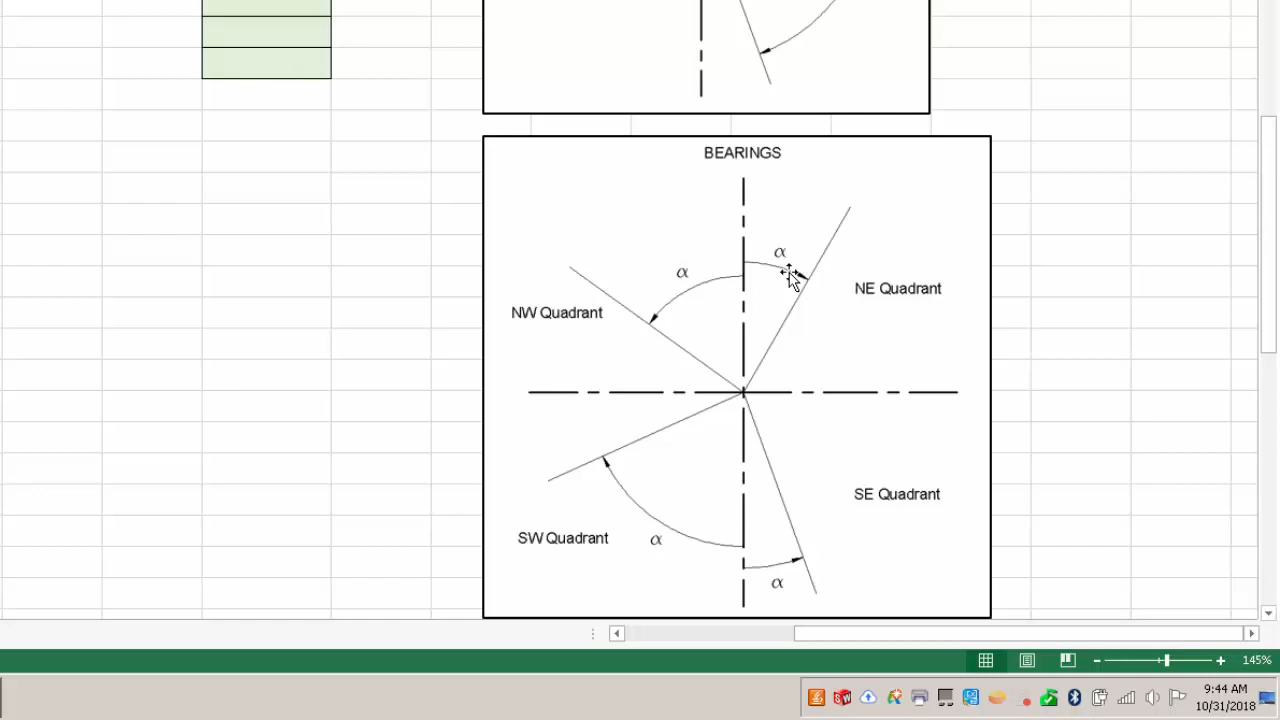 BEARINGS
α
α
NE Quadrant
NW Quadrant
SE Quadrant
SW Quadrant
α
α
145%
9:44 AM
10/31/2018